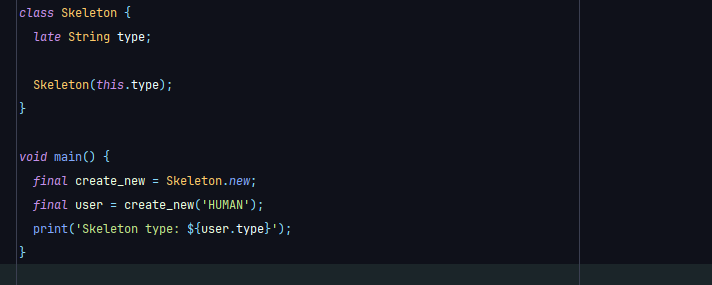 class Skeleton {
  late String type;

  Skeleton(this.type);
}

void main() {
  final create_new = Skeleton.new;
  final user = create_new('HUMAN');
  print('Skeleton type: ${user.type}');
}